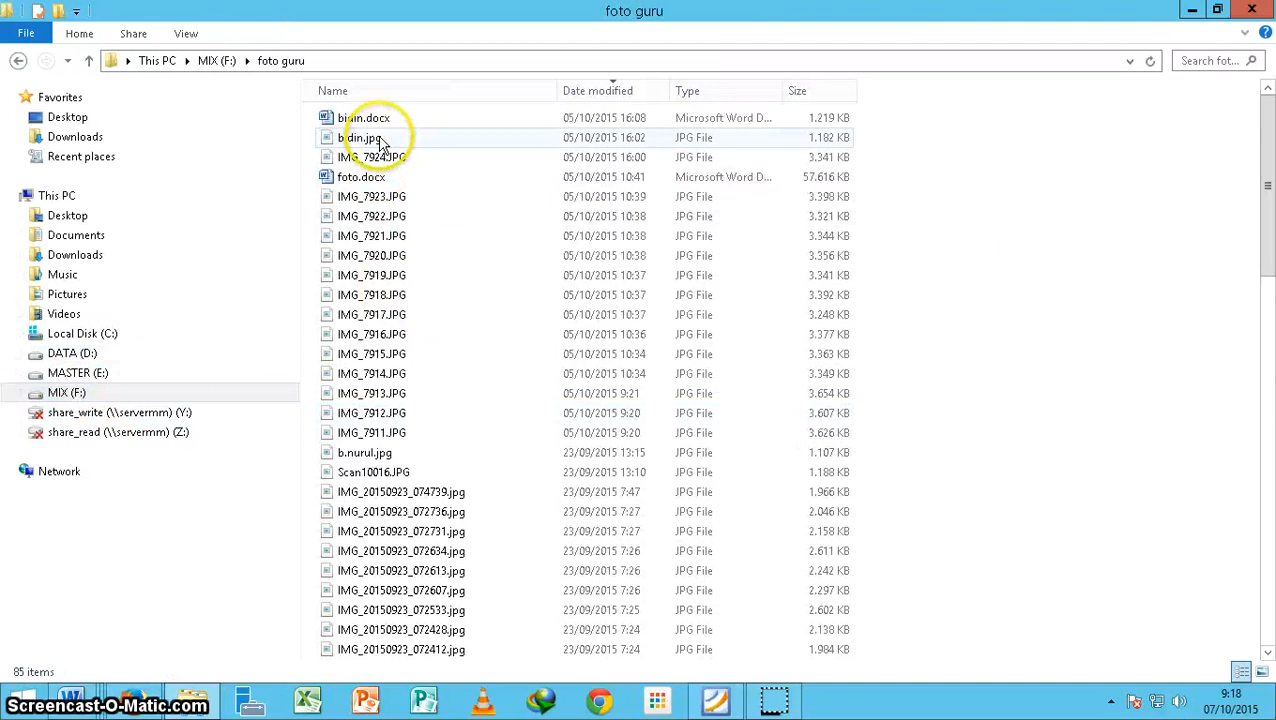 foto guru
File Home Share View
This PC MIX (F:) foto guru Search fot...
Name Date modified Type Size
Favorites
Desktop
Downloads
Recent places
This PC
Desktop
Documents
Downloads
Music
Pictures
Videos
Local Disk (C:)
DATA (D:)
MASTER (E:)
MIX (F:)
share_write (\\servermm) (Y:)
share_read (\\servermm) (Z:)
Network
bidin.docx 05/10/2015 16:08 Microsoft Word D... 1.219 KB
bidin.jpg 05/10/2015 16:02 JPG File 1.182 KB
IMG_7924.JPG 05/10/2015 16:00 JPG File 3.341 KB
foto.docx 05/10/2015 10:41 Microsoft Word D... 57.616 KB
IMG_7923.JPG 05/10/2015 10:39 JPG File 3.398 KB
IMG_7922.JPG 05/10/2015 10:38 JPG File 3.321 KB
IMG_7921.JPG 05/10/2015 10:38 JPG File 3.344 KB
IMG_7920.JPG 05/10/2015 10:38 JPG File 3.356 KB
IMG_7919.JPG 05/10/2015 10:37 JPG File 3.341 KB
IMG_7918.JPG 05/10/2015 10:37 JPG File 3.392 KB
IMG_7917.JPG 05/10/2015 10:37 JPG File 3.248 KB
IMG_7916.JPG 05/10/2015 10:36 JPG File 3.377 KB
IMG_7915.JPG 05/10/2015 10:34 JPG File 3.363 KB
IMG_7914.JPG 05/10/2015 10:34 JPG File 3.349 KB
IMG_7913.JPG 05/10/2015 9:21 JPG File 3.654 KB
IMG_7912.JPG 05/10/2015 9:20 JPG File 3.607 KB
IMG_7911.JPG 05/10/2015 9:20 JPG File 3.626 KB
b.nurul.jpg 23/09/2015 13:15 JPG File 1.107 KB
Scan10016.JPG 23/09/2015 13:10 JPG File 1.188 KB
IMG_20150923_074739.jpg 23/09/2015 7:47 JPG File 1.966 KB
IMG_20150923_072736.jpg 23/09/2015 7:27 JPG File 2.046 KB
IMG_20150923_072731.jpg 23/09/2015 7:27 JPG File 2.158 KB
IMG_20150923_072634.jpg 23/09/2015 7:26 JPG File 2.611 KB
IMG_20150923_072613.jpg 23/09/2015 7:26 JPG File 2.242 KB
IMG_20150923_072607.jpg 23/09/2015 7:26 JPG File 2.297 KB
IMG_20150923_072533.jpg 23/09/2015 7:25 JPG File 2.602 KB
IMG_20150923_072428.jpg 23/09/2015 7:24 JPG File 2.138 KB
IMG_20150923_072412.jpg 23/09/2015 7:24 JPG File 1.984 KB
85 items
Screencast-O-Matic.com
9:18
07/10/2015